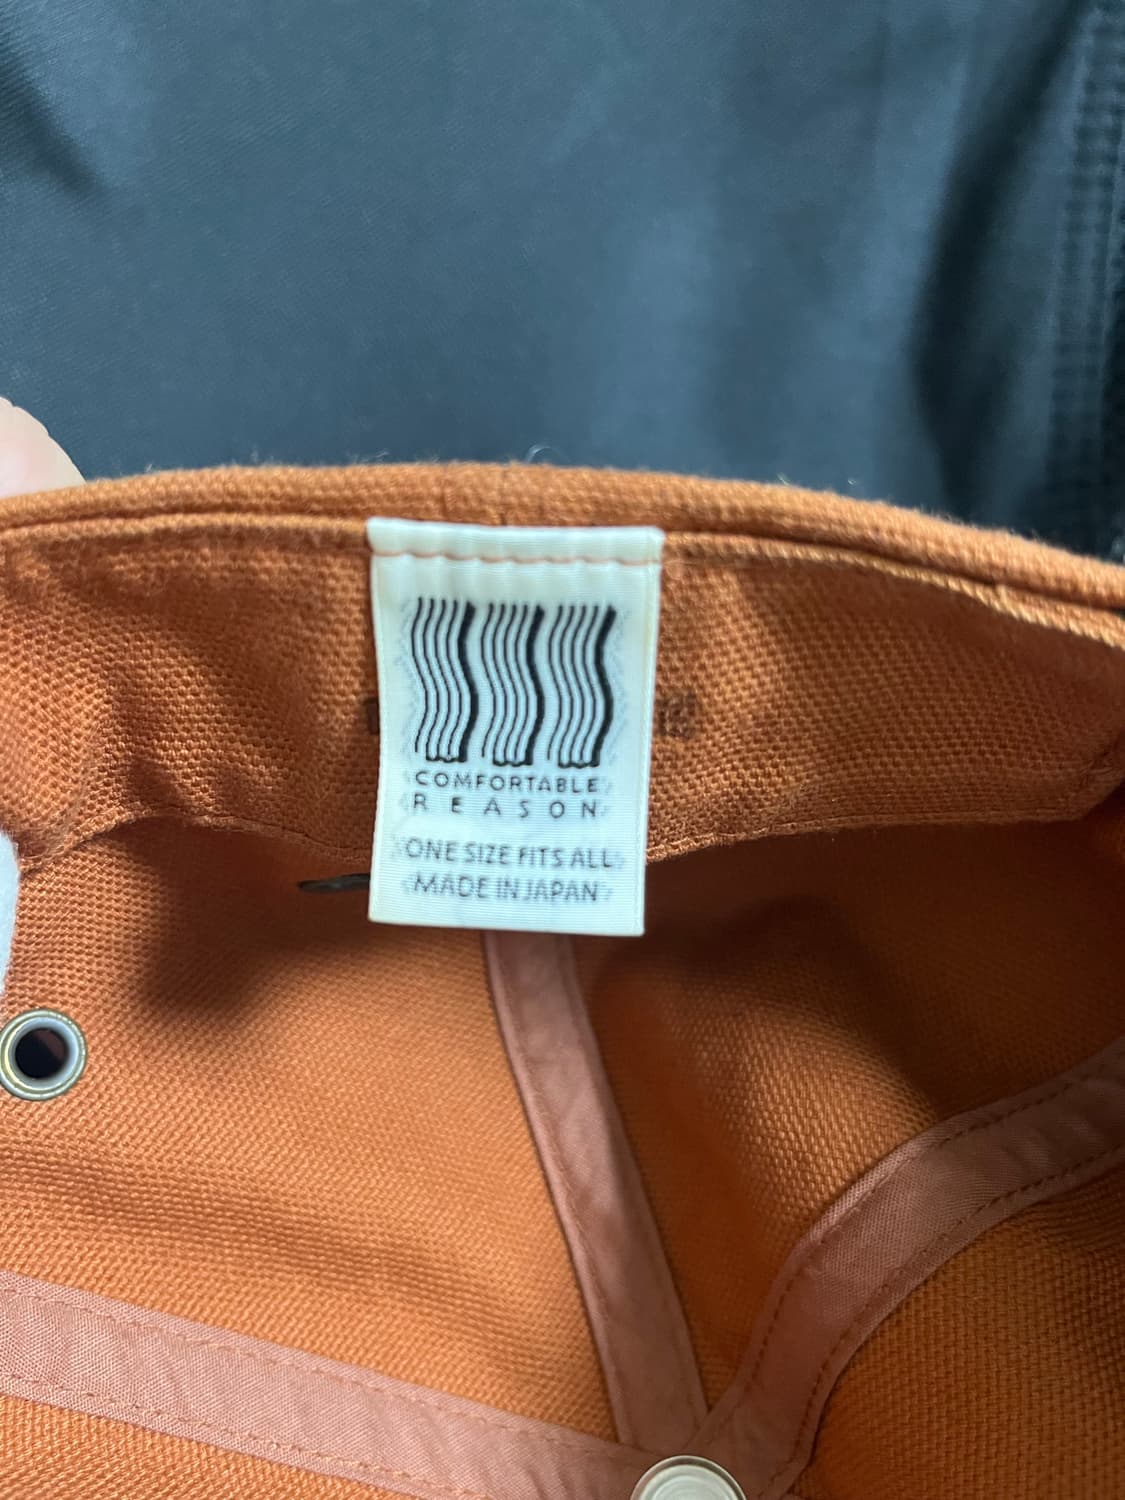 COMFORTABLE
REASON
ONE SIZE FITS ALL
MADE IN JAPAN